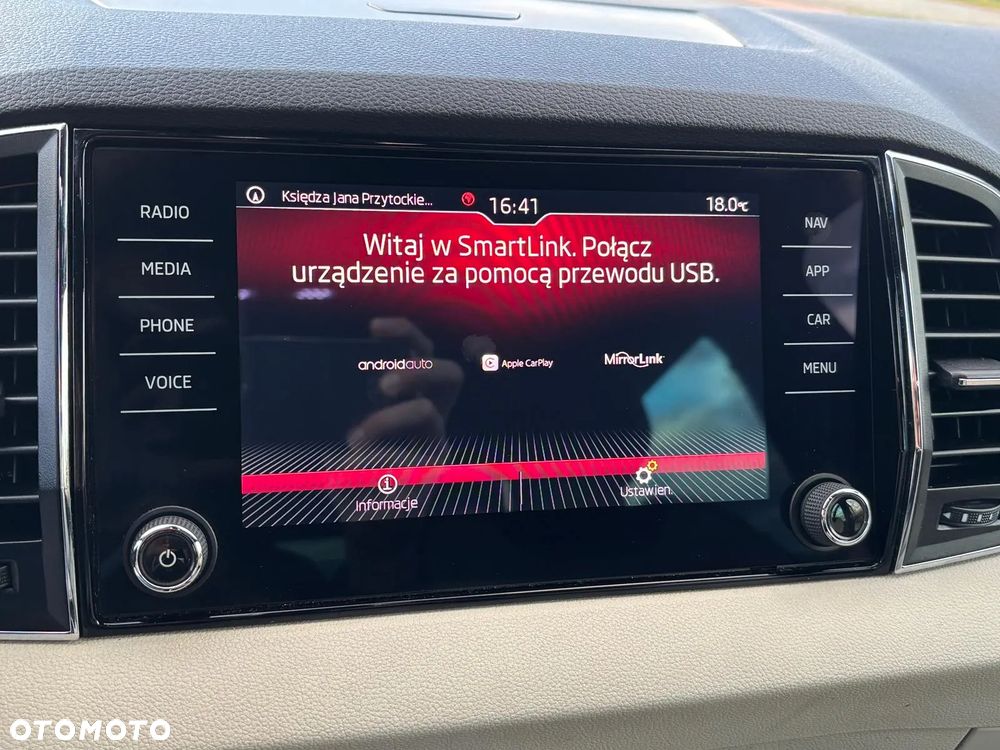 Księdza Jana Przytockie...
16:41
18.0℃
Witaj w SmartLink. Połącz
urządzenie za pomocą przewodu USB.
RADIO
MEDIA
PHONE
VOICE
androidauto
Apple CarPlay
MirrorLink
NAV
APP
CAR
MENU
Informacje
Ustawien.
OTOMOTO